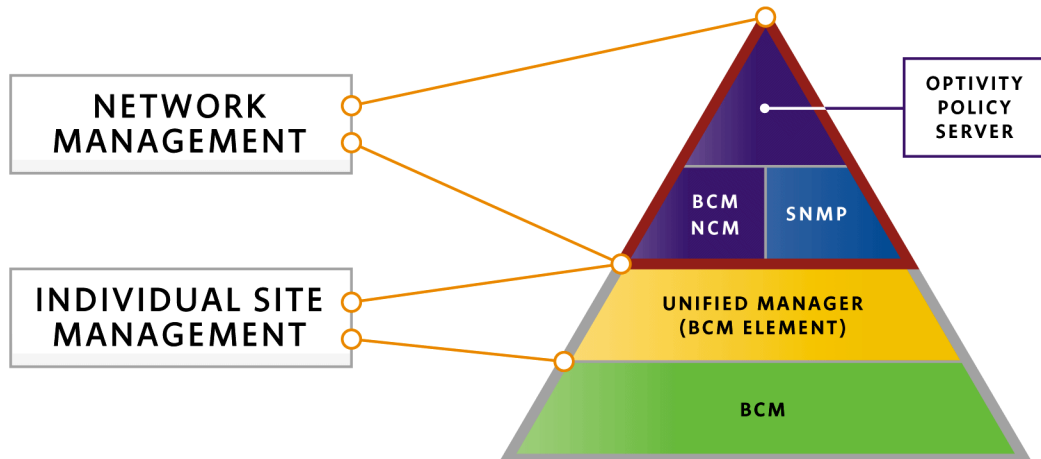 NETWORK
MANAGEMENT
OPTIVITY
POLICY
SERVER
BCM
NCM
SNMP
INDIVIDUAL SITE
MANAGEMENT
UNIFIED MANAGER
(BCM ELEMENT)
BCM